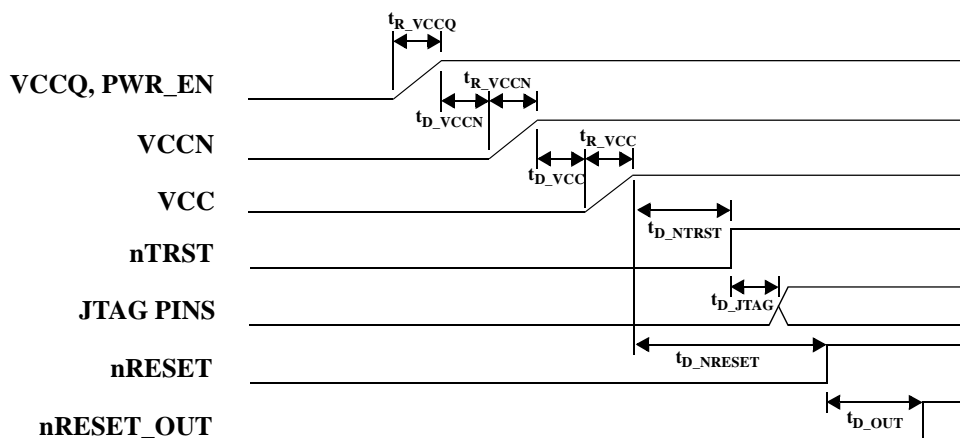 tR_VCCQ
VCCQ, PWR_EN
tR_VCCN
tD_VCCN
VCCN
tR_VCC
tD_VCC
VCC
tD_NTRST
nTRST
tD_JTAG
JTAG PINS
tD_NRESET
nRESET
tD_OUT
nRESET_OUT